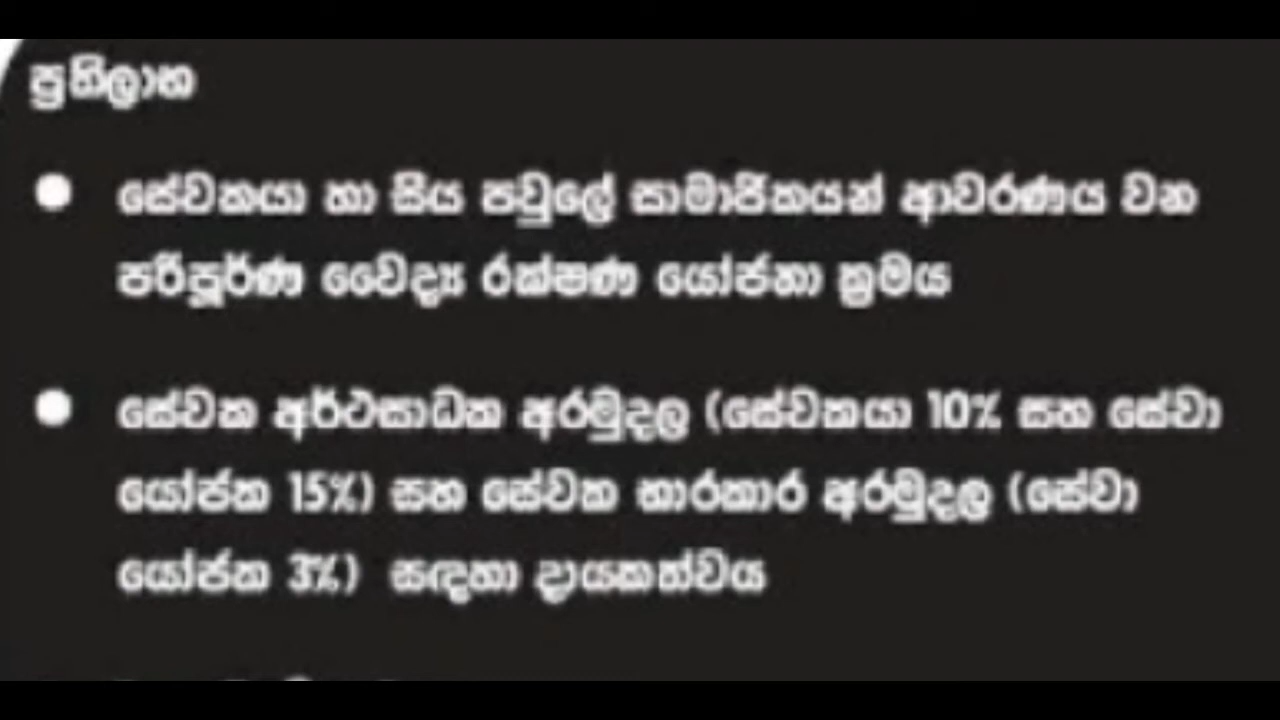 ප්‍රතිලාභ
● සේවකයා හා සිය පවුලේ සාමාජිකයන් ආවරණය වන
පරිපූර්ණ වෛද්‍ය රක්ෂණ යෝජනා ක්‍රමය
● සේවක අර්ථසාධක අරමුදල (සේවකයා 10% සහ සේවා
යෝජක 15%) සහ සේවක භාරකාර අරමුදල (සේවා
යෝජක 3%) සඳහා දායකත්වය